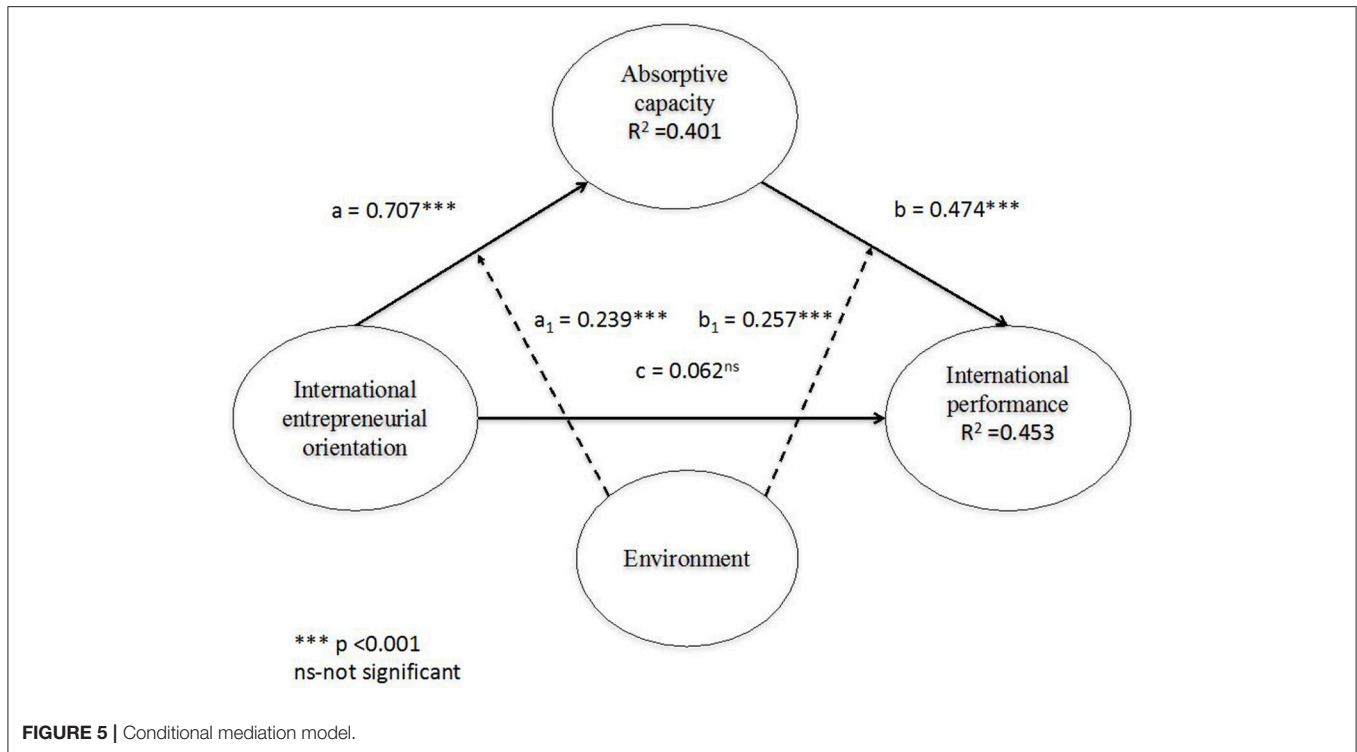 Absorptive
capacity
R² =0.401
a = 0.707***
b = 0.474***
a₁ = 0.239***
b₁ = 0.257***
c = 0.062ⁿˢ
International
entrepreneurial
orientation
International
performance
R² =0.453
Environment
*** p <0.001
ns-not significant
FIGURE 5 | Conditional mediation model.